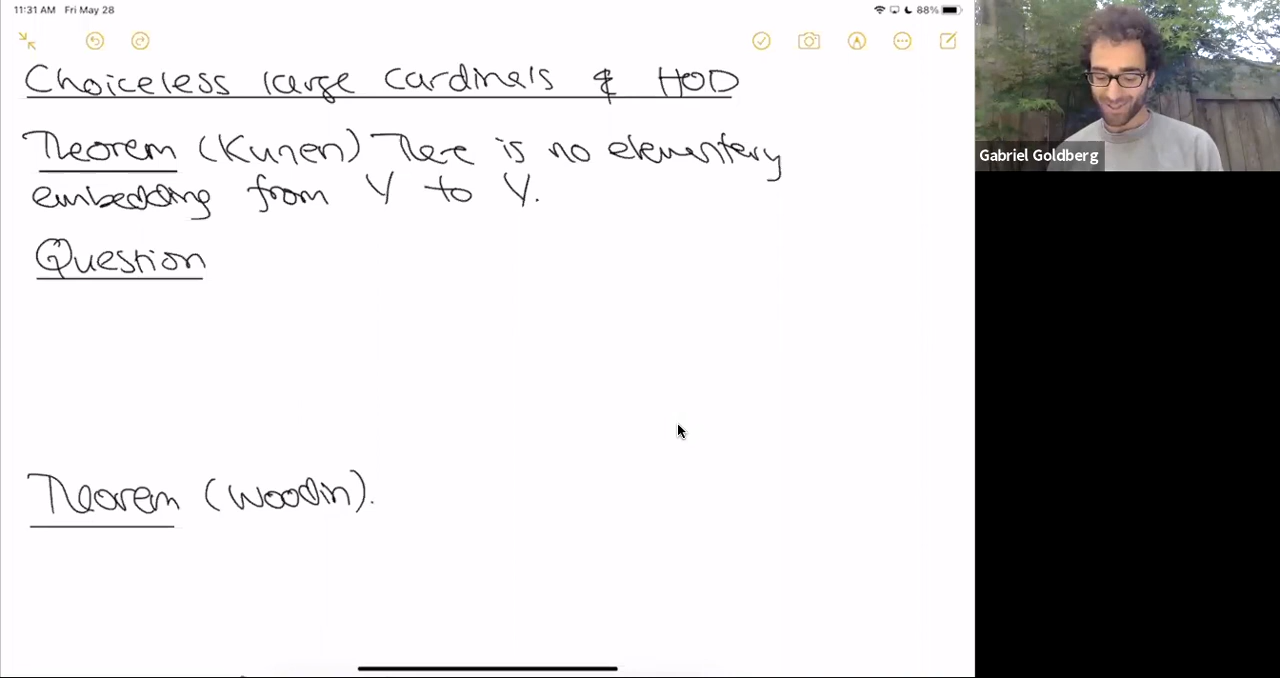 11:31 AM Fri May 28
88%
Choiceless large cardinals & HOD
Theorem (Kunen) There is no elementary
embedding from V to V.
Question
Theorem (Woodin).
Gabriel Goldberg